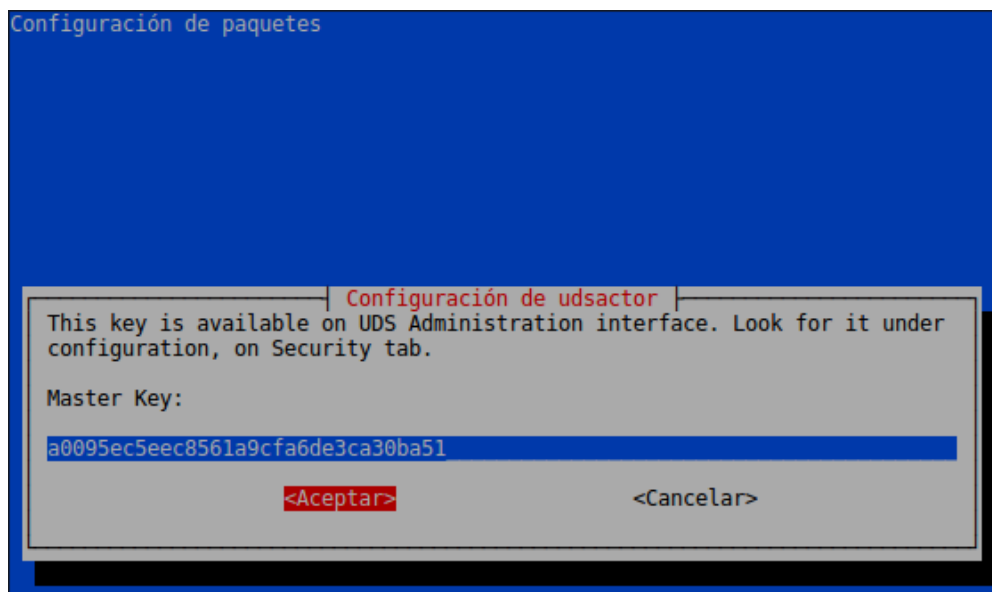 Configuración de paquetes
Configuración de udsactor
This key is available on UDS Administration interface. Look for it under
configuration, on Security tab.
Master Key:
a0095ec5eec8561a9cfa6de3ca30ba51
<Aceptar> <Cancelar>